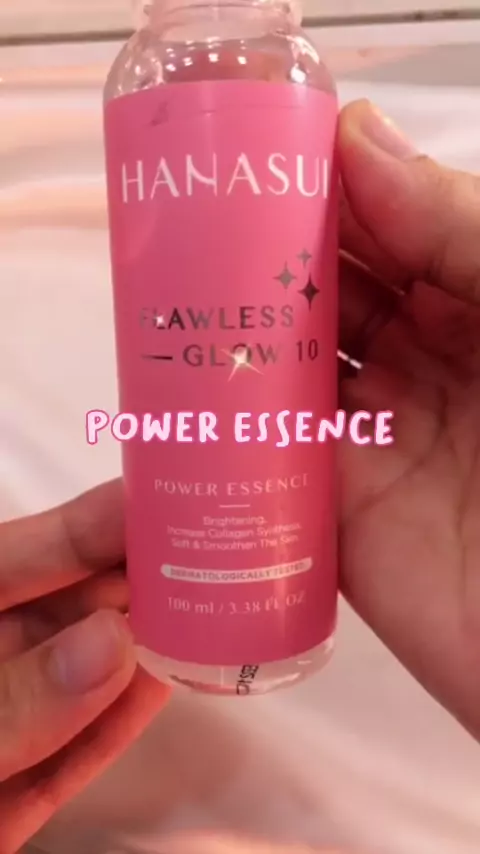 HANASUI
FLAWLESS
GLOW 10
POWER ESSENCE
POWER ESSENCE
Brightening,
Increase Collagen Synthesis,
Soft & Smoothen The Skin
DERMATOLOGICALLY TESTED
100 ml / 3.38 FL OZ